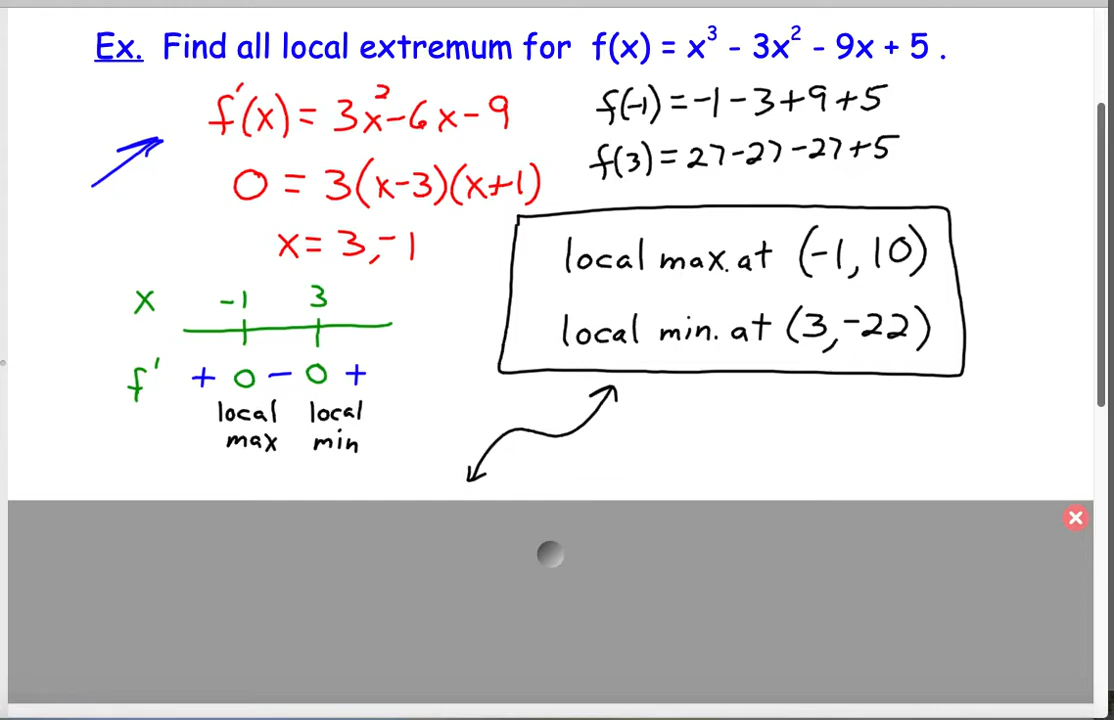 Ex. Find all local extremum for f(x) = x³ - 3x² - 9x + 5 .
f'(x) = 3x²-6x-9
0 = 3(x-3)(x+1)
x = 3,-1
f(-1) = -1 - 3 + 9 + 5
f(3) = 27-27-27+5
local max. at (-1, 10)
local min. at (3, -22)
x -1 3
f' + 0 - 0 +
local local
max min